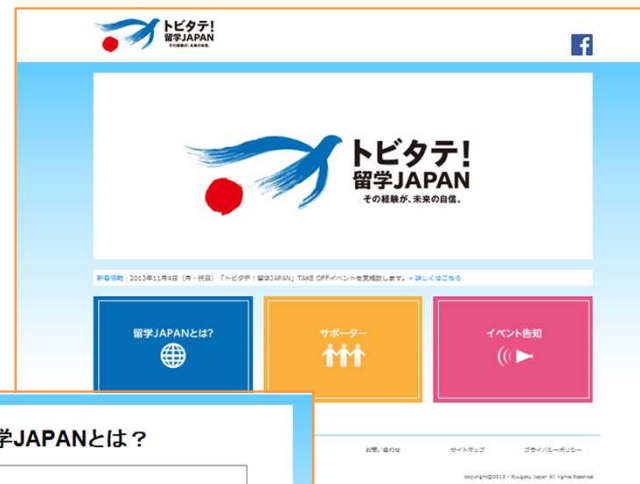 トビタテ!
留学JAPAN
その経験が、未来の自信。
トビタテ!
留学JAPAN
その経験が、未来の自信。
新着情報:2013年11月4日(月・祝日)「トビタテ!留学JAPAN」TAKE OFFイベントを実施致します。» 詳しくはこちら
留学JAPANとは?
サポーター
イベント告知
学JAPANとは?
お問い合わせ
サイトマップ
プライバシーポリシー
copyright©2013 - Ryugaku Japan All Rights Reserved.